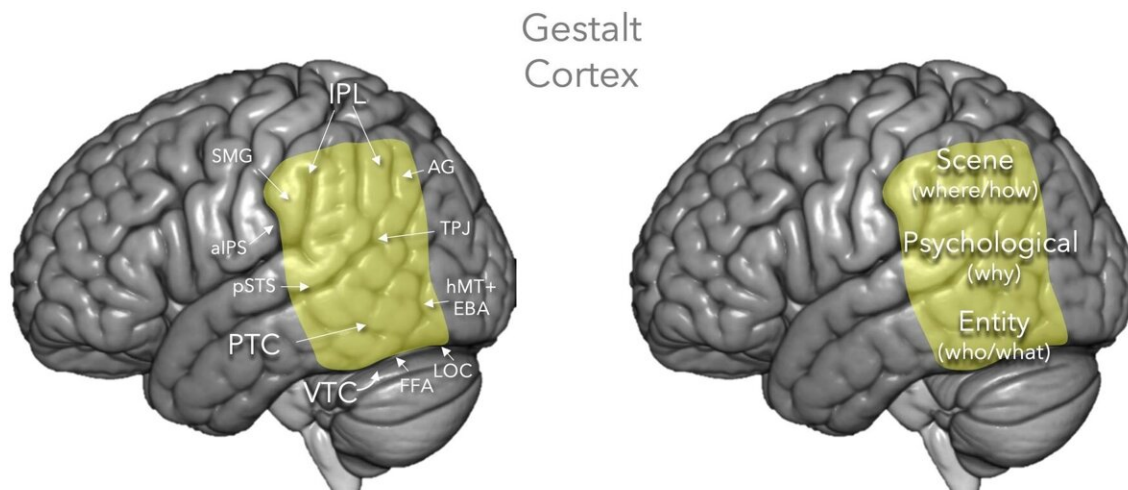 Gestalt
Cortex
IPL
SMG
AG
aIPS
TPJ
pSTS
hMT+
EBA
PTC
LOC
FFA
VTC
Scene
(where/how)
Psychological
(why)
Entity
(who/what)